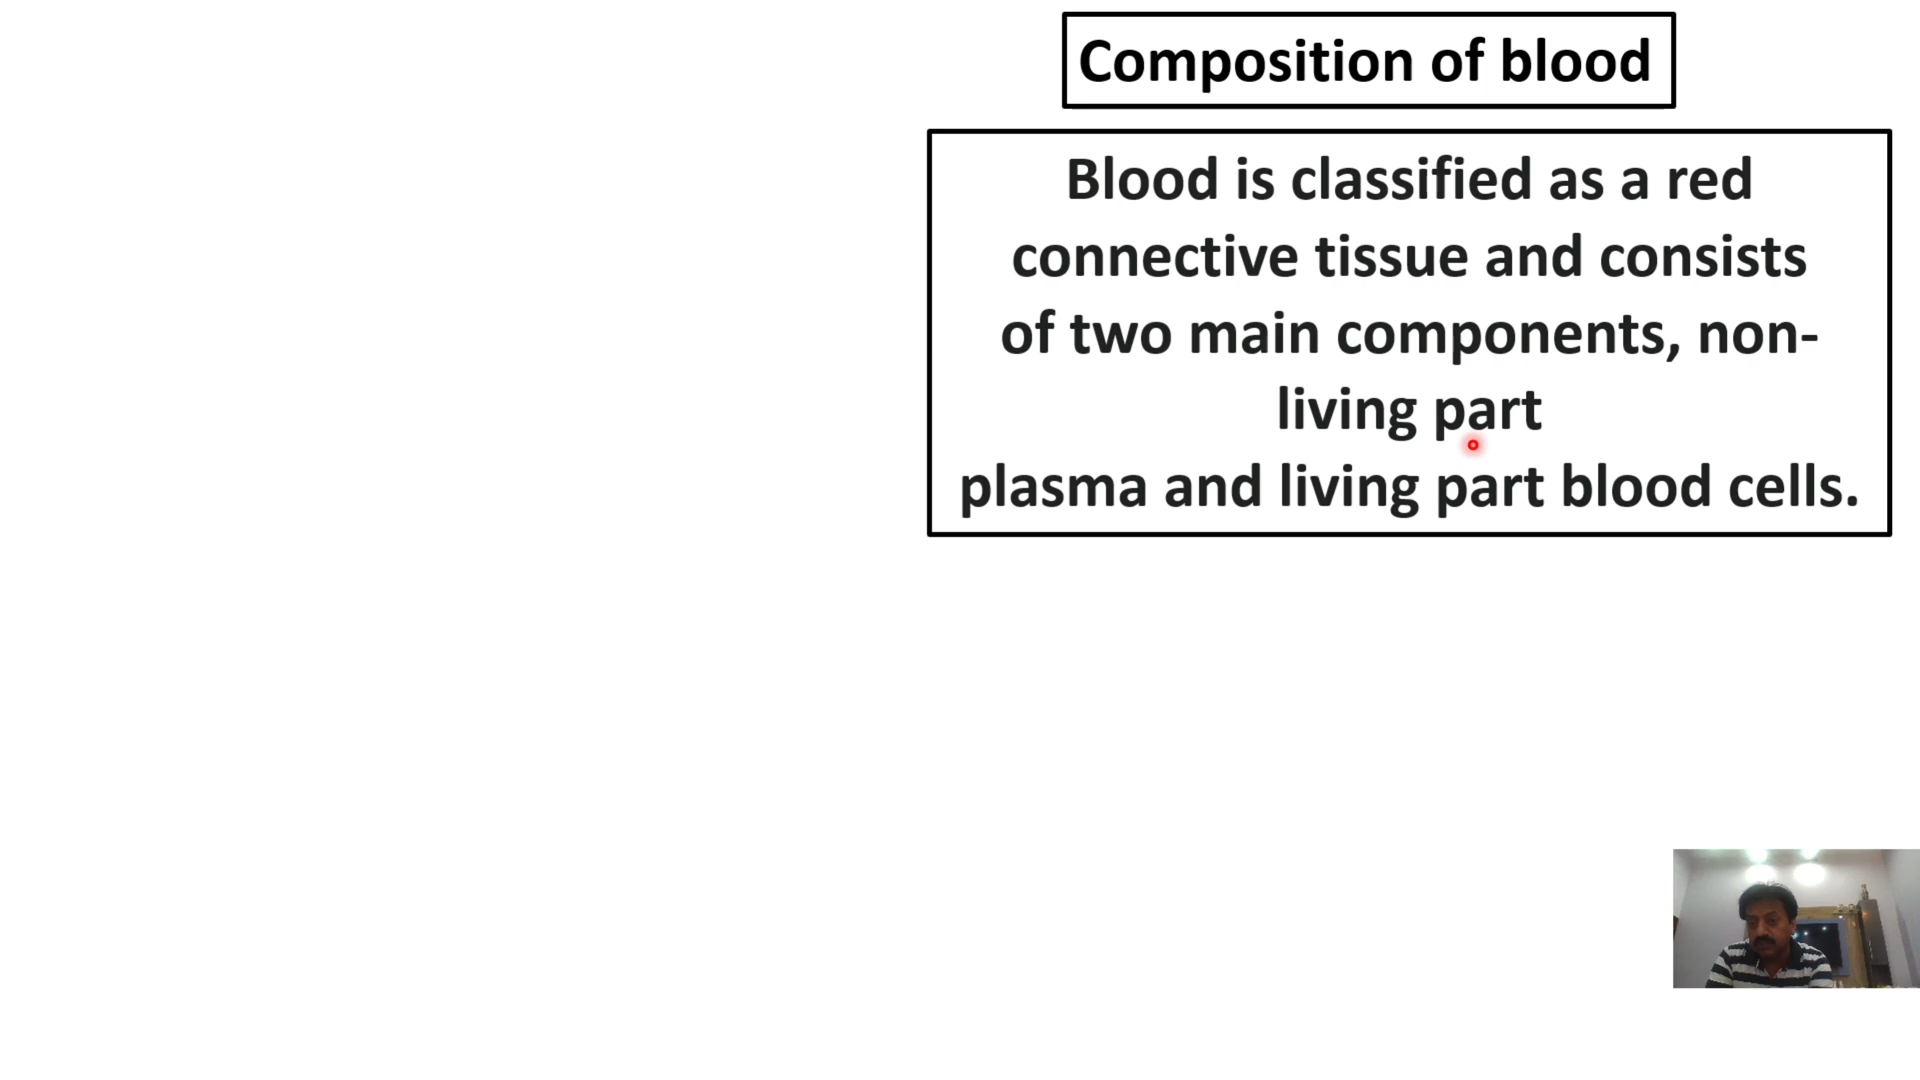 Composition of blood
Blood is classified as a red
connective tissue and consists
of two main components, non-
living part
plasma and living part blood cells.